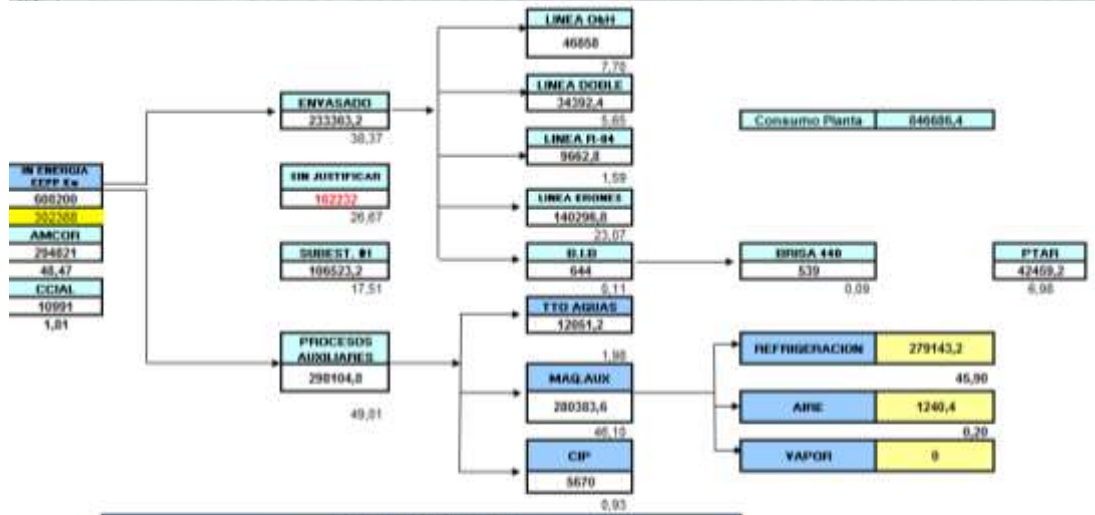 LINEA O&H
46858
7,70
LINEA DOBLE
34392,4
5,65
ENVASADO
233363,2
38,37
Consumo Planta 846686,4
LINEA R-04
9662,8
1,59
IN ENERGIA
EEPP Kw
608200
302388
SIN JUSTIFICAR
162232
26,67
LINEA KRONES
140296,8
23,07
AMCOR
294821
48,47
SUBEST. #1
106523,2
17,51
B.I.B
644
0,11
BRISA 440
539
0,09
PTAR
42459,2
6,98
CCIAL
10991
1,81
TTO AGUAS
12051,2
1,98
PROCESOS
AUXILIARES
298104,8
49,01
REFRIGERACION 279143,2
45,90
MAQ.AUX
280383,6
46,10
AIRE 1240,4
0,20
CIP
5670
0,93
VAPOR 0